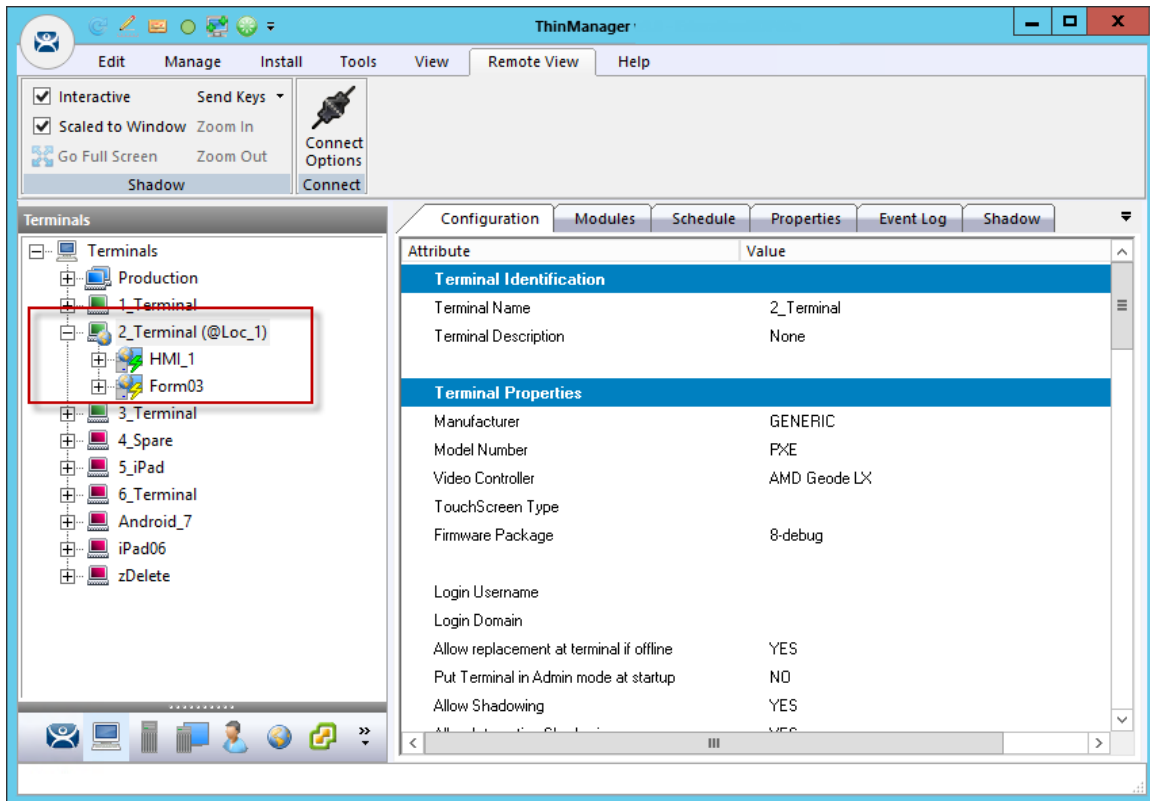 ThinManager
Edit Manage Install Tools View Remote View Help
Interactive Send Keys
Scaled to Window Zoom In
Go Full Screen Zoom Out
Connect Options
Shadow Connect
Terminals
Terminals
Production
1_Terminal
2_Terminal (@Loc_1)
HMI_1
Form03
3_Terminal
4_Spare
5_iPad
6_Terminal
Android_7
iPad06
zDelete
Configuration Modules Schedule Properties Event Log Shadow
Attribute Value
Terminal Identification
Terminal Name 2_Terminal
Terminal Description None
Terminal Properties
Manufacturer GENERIC
Model Number PXE
Video Controller AMD Geode LX
TouchScreen Type
Firmware Package 8-debug
Login Username
Login Domain
Allow replacement at terminal if offline YES
Put Terminal in Admin mode at startup NO
Allow Shadowing YES